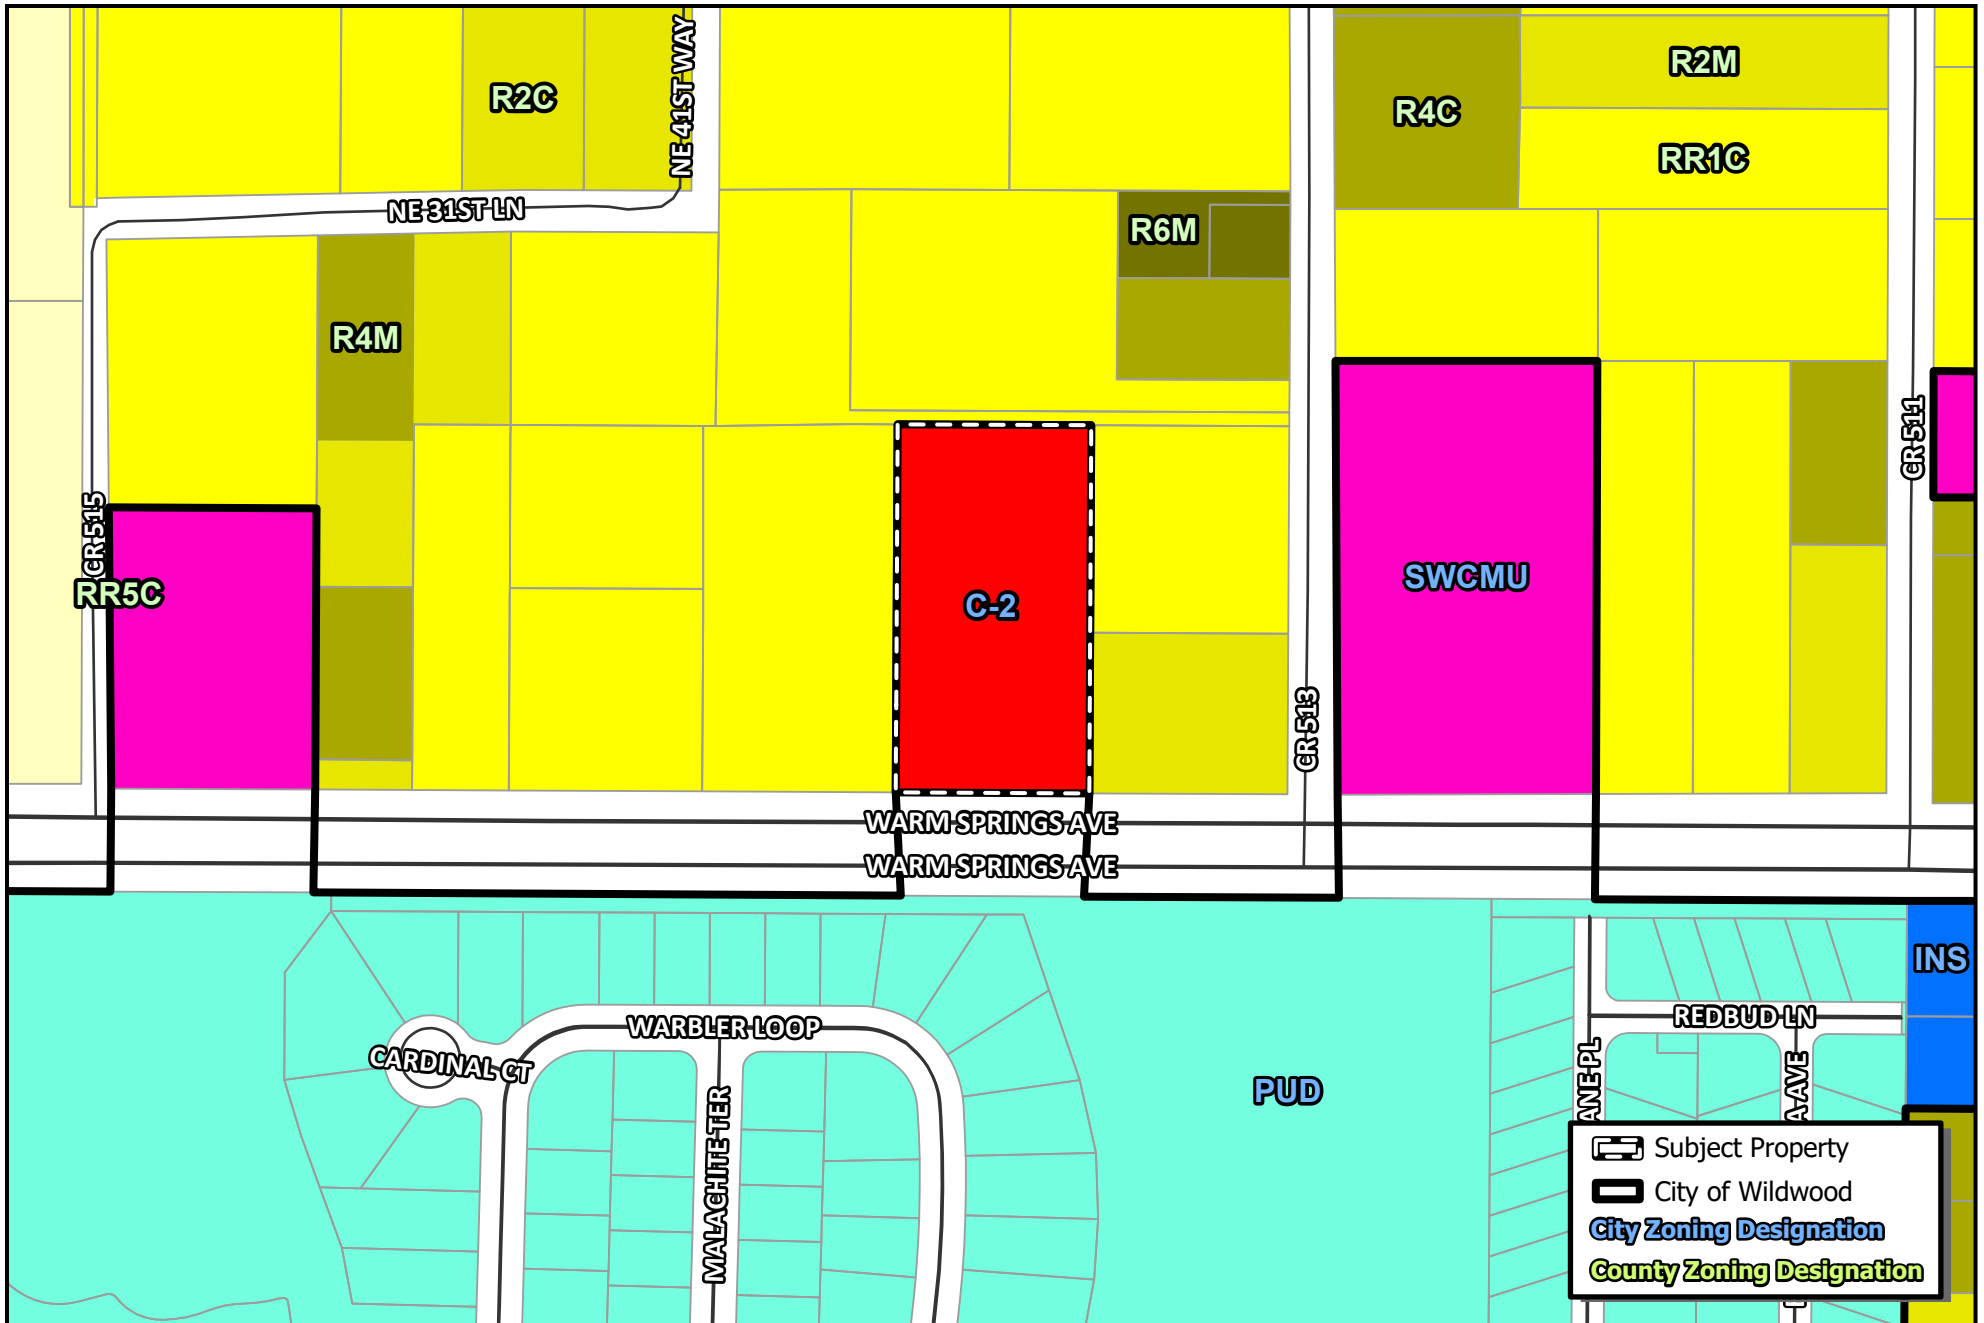 NE 41ST WAY
R2C
R2M
R4C
RR1C
NE 31ST LN
R6M
R4M
CR 511
CR 515
RR5C
C-2
SWCMU
CR 513
WARM SPRINGS AVE
WARM SPRINGS AVE
INS
WARBLER LOOP
REDBUD LN
CARDINAL CT
PUD
MALACHITE TER
Subject Property
City of Wildwood
City Zoning Designation
County Zoning Designation